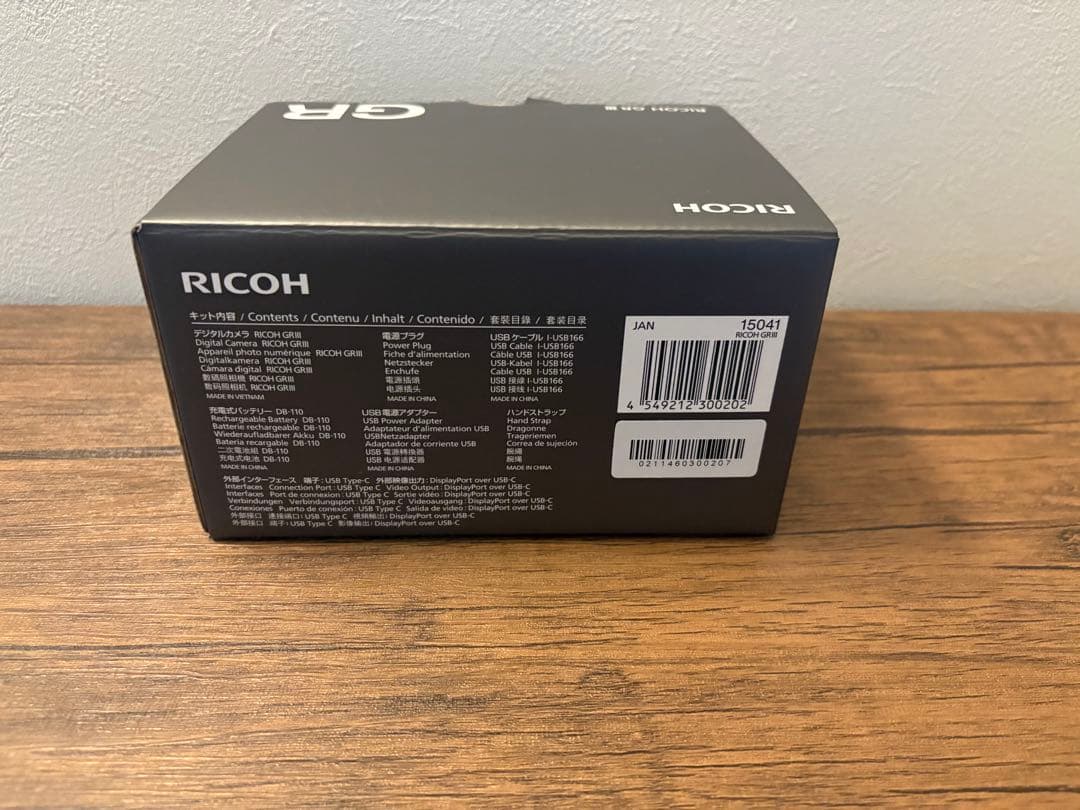 GR
RICOH GR III
RICOH
RICOH
キット内容 / Contents / Contenu / Inhalt / Contenido / 套裝目錄 / 套装目录
デジタルカメラ RICOH GRIII
Digital Camera RICOH GRIII
Appareil photo numérique RICOH GRIII
Digitalkamera RICOH GRIII
Cámara digital RICOH GRIII
數碼照相機 RICOH GRIII
数码照相机 RICOH GRIII
MADE IN VIETNAM
電源プラグ
Power Plug
Fiche d'alimentation
Netzstecker
Enchufe
電源插頭
电源插头
MADE IN CHINA
USBケーブル I-USB166
USB Cable I-USB166
Câble USB I-USB166
USB-Kabel I-USB166
Cable USB I-USB166
USB 接線 I-USB166
USB 接线 I-USB166
MADE IN CHINA
充電式バッテリー DB-110
Rechargeable Battery DB-110
Batterie rechargeable DB-110
Wiederaufladbarer Akku DB-110
Batería recargable DB-110
二次電池組 DB-110
充电式电池 DB-110
MADE IN CHINA
USB電源アダプター
USB Power Adapter
Adaptateur d'alimentation USB
USBNetzadapter
Adaptador de corriente USB
USB 電源轉換器
USB 电源适配器
MADE IN CHINA
ハンドストラップ
Hand Strap
Dragonne
Trageriemen
Correa de sujeción
腕繩
腕绳
MADE IN CHINA
外部インターフェース 端子：USB Type-C 外部映像出力：DisplayPort over USB-C
Interfaces Connection Port : USB Type C Video Output : DisplayPort over USB-C
Interfaces Port de connexion : USB Type C Sortie vidéo : DisplayPort over USB-C
Verbindungen Verbindungsport : USB Type C Videoausgang : DisplayPort over USB-C
Conexiones Puerto de conexión : USB Type C Salida de vídeo : DisplayPort over USB-C
外部接口 連接端口：USB Type C 視頻輸出：DisplayPort over USB-C
外部接口 端子：USB Type C 影像输出：DisplayPort over USB-C
JAN 15041
RICOH GRIII
4 549212 300202
0211460300207